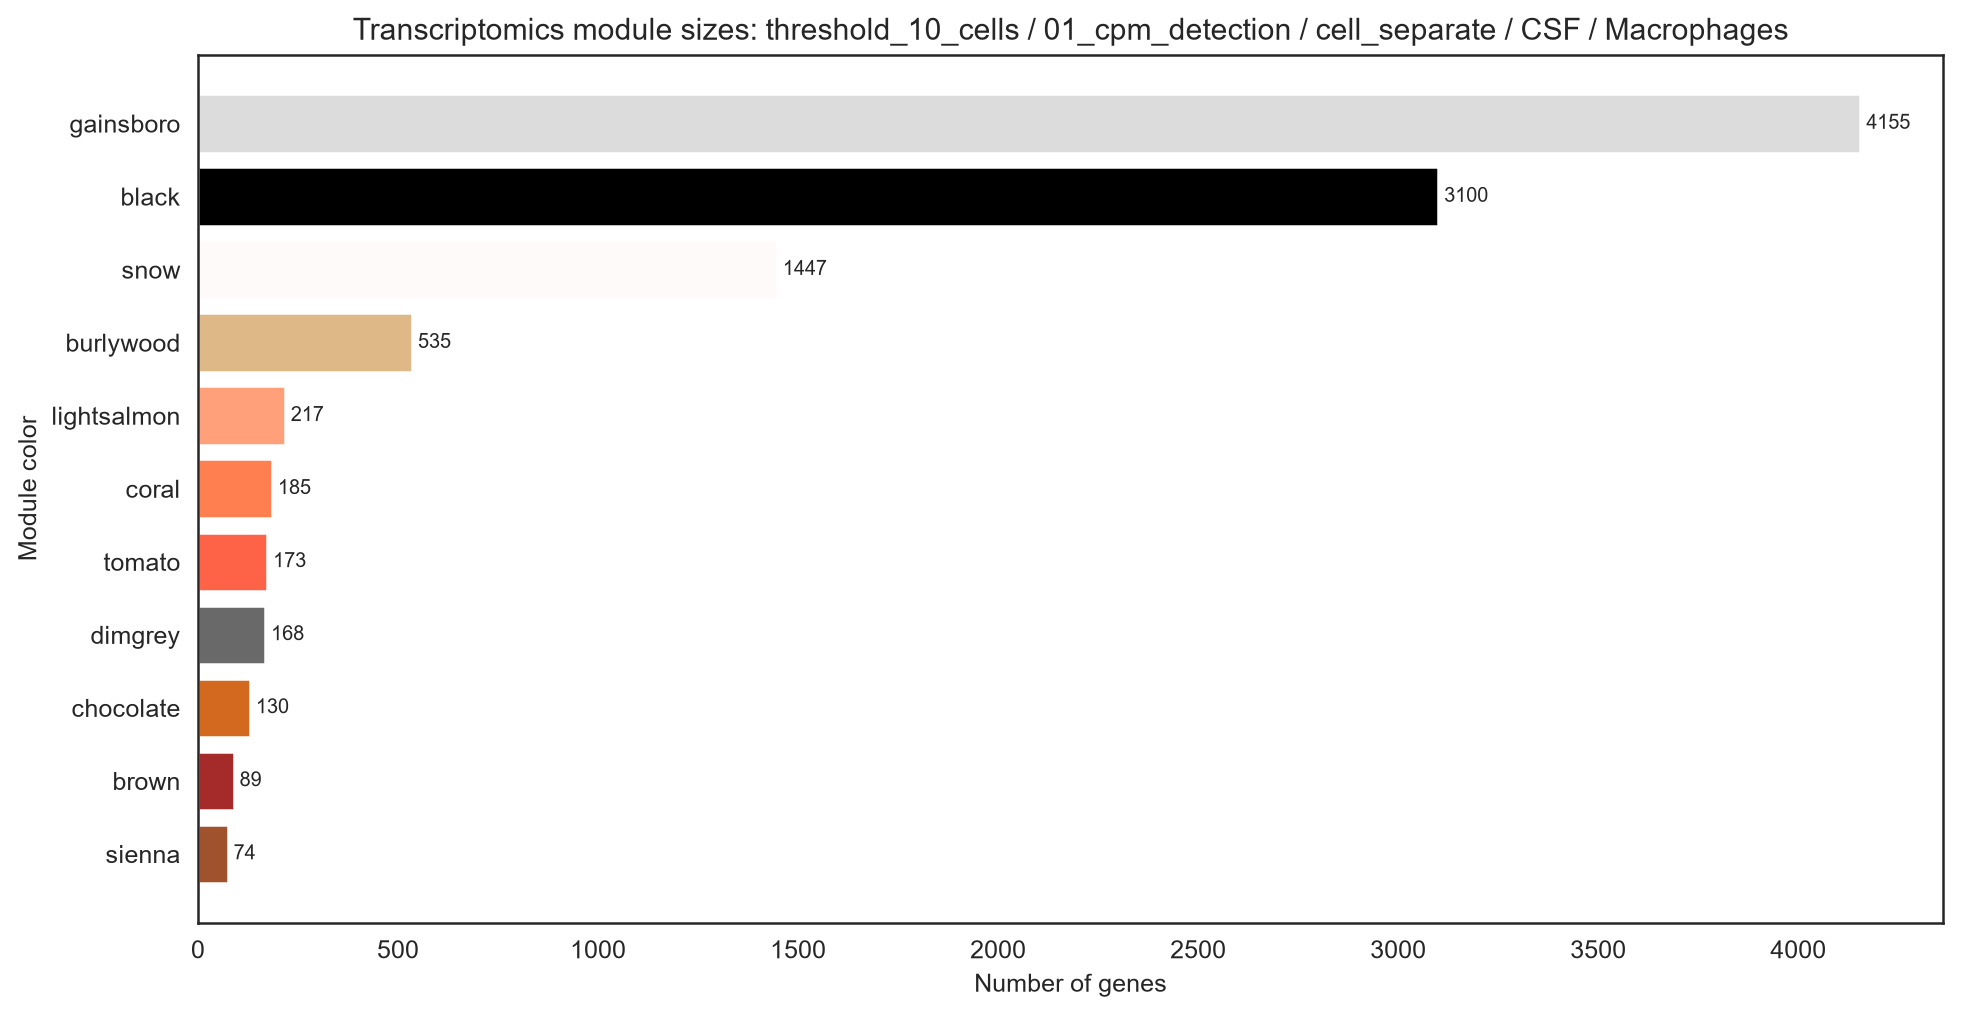 Transcriptomics module sizes: threshold_10_cells / 01_cpm_detection / cell_separate / CSF / Macrophages
Module color
gainsboro 4155
black 3100
snow 1447
burlywood 535
lightsalmon 217
coral 185
tomato 173
dimgrey 168
chocolate 130
brown 89
sienna 74
0 500 1000 1500 2000 2500 3000 3500 4000
Number of genes